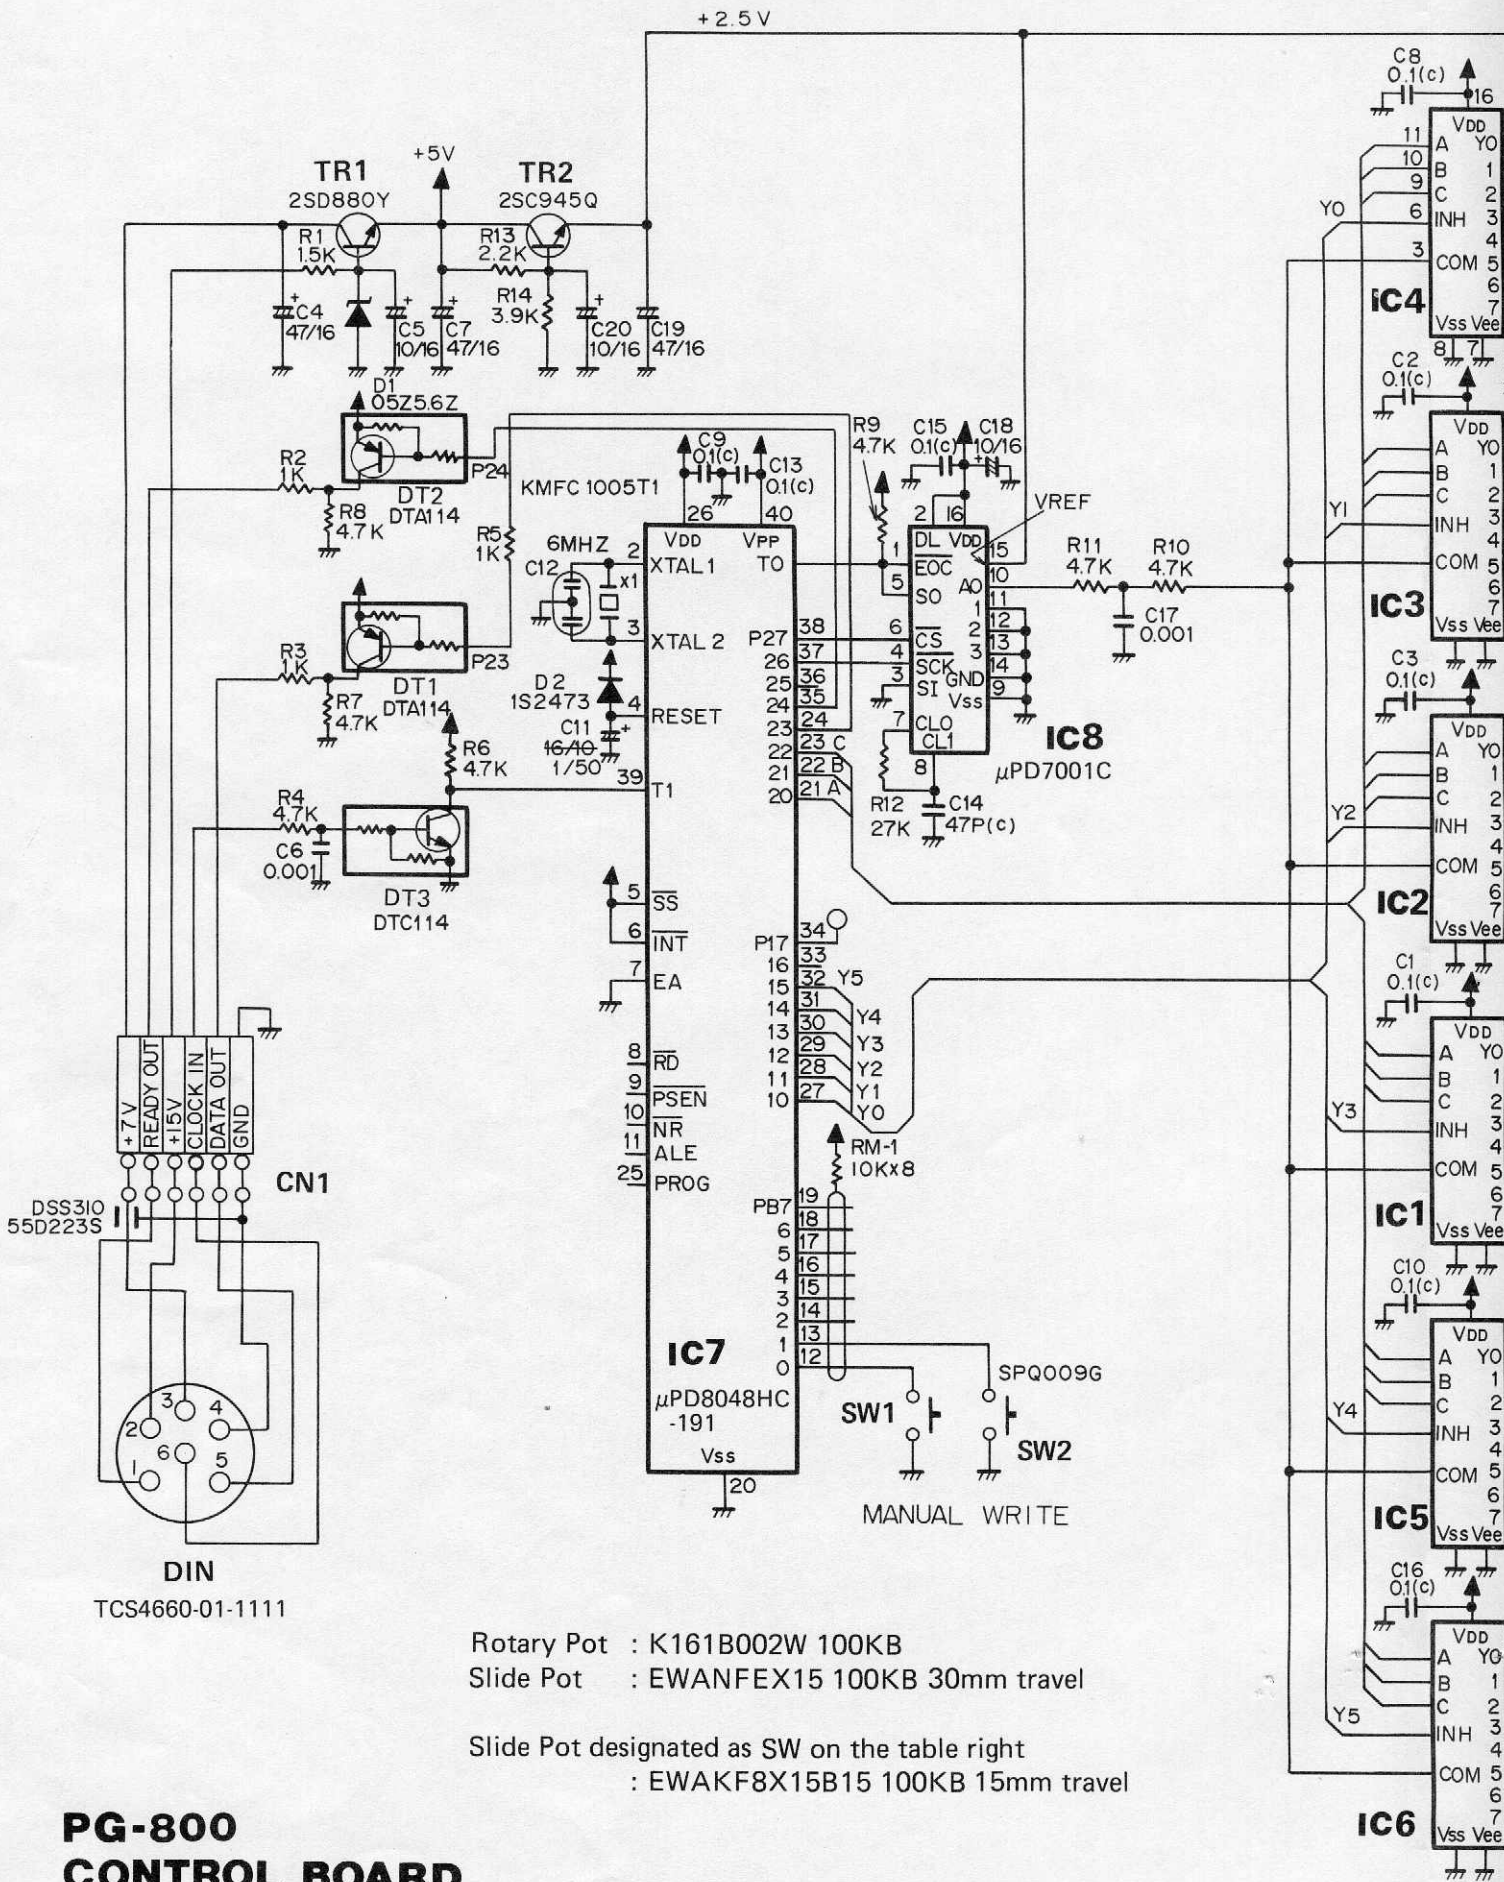 +2.5V
+5V
TR1
2SD880Y
TR2
2SC945Q
R1
1.5K
R13
2.2K
R14
3.9K
C4
47/16
C5
10/16
C7
47/16
C20
10/16
C19
47/16
D1
05Z5.6Z
R2
1K
R8
4.7K
P24
DT2
DTA114
R5
1K
R3
1K
R7
4.7K
P23
DT1
DTA114
R6
4.7K
R4
4.7K
C6
0.001
DT3
DTC114
KMFC1005T1
6MHZ
C12
x1
D2
1S2473
C11
16/10
1/50
C9
0.1(c)
C13
0.1(c)
26
40
VDD
VPP
2
XTAL1
3
XTAL 2
4
RESET
39
T1
5
SS
6
INT
7
EA
8
RD
9
PSEN
10
NR
11
ALE
25
PROG
TO
P27 38
26 37
25 36
24 35
23 24
22 23 C
21 22 B
20 21 A
P17 34
16 33
15 32 Y5
14 31 Y4
13 30 Y3
12 29 Y2
11 28 Y1
10 27 Y0
RM-1
10Kx8
PB7 19
6 18
5 17
4 16
3 15
2 14
1 13
0 12
IC7
μPD8048HC
-191
Vss
20
SW1
SPQ009G
SW2
MANUAL WRITE
R9
4.7K
C15
0.1(c)
C18
10/16
VREF
2
16
DL VDD
15
1
EOC
5
SO
6
CS
4
SCK
3
SI
7
CLO
CL1
8
AO 10
1 11
2 12
3 13
GND 14
Vss 9
IC8
μPD7001C
R12
27K
C14
47P(c)
R11
4.7K
R10
4.7K
C17
0.001
C8
0.1(c)
16
VDD
11 A YO
10 B 1
9 C 2
6 INH 3
4
3 COM 5
6
7
Vss Vee
8 7
Y0
IC4
C2
0.1(c)
VDD
A YO
B 1
C 2
INH 3
4
COM 5
6
7
Vss Vee
Y1
IC3
C3
0.1(c)
VDD
A YO
B 1
C 2
INH 3
4
COM 5
6
7
Vss Vee
Y2
IC2
C1
0.1(c)
VDD
A YO
B 1
C 2
INH 3
4
COM 5
6
7
Vss Vee
Y3
IC1
C10
0.1(c)
VDD
A YO
B 1
C 2
INH 3
4
COM 5
6
7
Vss Vee
Y4
IC5
C16
0.1(c)
VDD
A YO
B 1
C 2
INH 3
4
COM 5
6
7
Vss Vee
Y5
IC6
+7V
READY OUT
+15V
CLOCK IN
DATA OUT
GND
CN1
DSS310
55D223S
3
2
4
6
1
5
DIN
TCS4660-01-1111
Rotary Pot : K161B002W 100KB
Slide Pot : EWANFEX15 100KB 30mm travel
Slide Pot designated as SW on the table right
: EWAKF8X15B15 100KB 15mm travel
PG-800
CONTROL BOARD